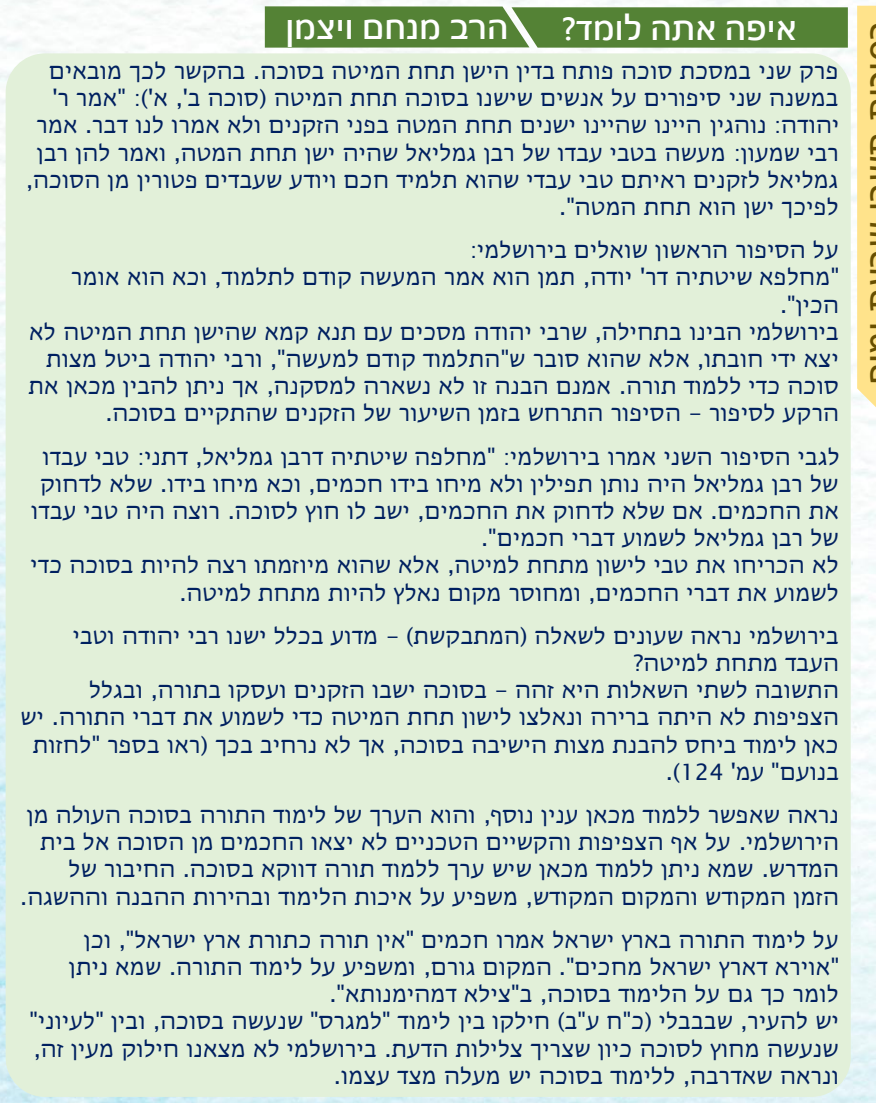 איפה אתה לומד?
הרב מנחם ויצמן
פרק שני במסכת סוכה פותח בדין הישן תחת המיטה בסוכה. בהקשר לכך מובאים
במשנה שני סיפורים על אנשים שישנו בסוכה תחת המיטה (סוכה ב', א'): "אמר ר'
יהודה: נוהגין היינו שהיינו ישנים תחת המטה בפני הזקנים ולא אמרו לנו דבר. אמר
רבי שמעון: מעשה בטבי עבדו של רבן גמליאל שהיה ישן תחת המטה, ואמר להן רבן
גמליאל לזקנים ראיתם טבי עבדי שהוא תלמיד חכם ויודע שעבדים פטורין מן הסוכה,
לפיכך ישן הוא תחת המטה".
על הסיפור הראשון שואלים בירושלמי:
"מחלפא שיטתיה דר' יודה, תמן הוא אמר המעשה קודם לתלמוד, וכא הוא אומר
הכין".
בירושלמי הבינו בתחילה, שרבי יהודה מסכים עם תנא קמא שהישן תחת המיטה לא
יצא ידי חובתו, אלא שהוא סובר ש"התלמוד קודם למעשה", ורבי יהודה ביטל מצות
סוכה כדי ללמוד תורה. אמנם הבנה זו לא נשארה למסקנה, אך ניתן להבין מכאן את
הרקע לסיפור – הסיפור התרחש בזמן השיעור של הזקנים שהתקיים בסוכה.
לגבי הסיפור השני אמרו בירושלמי: "מחלפה שיטתיה דרבן גמליאל, דתני: טבי עבדו
של רבן גמליאל היה נותן תפילין ולא מיחו בידו חכמים, וכא מיחו בידו. שלא לדחוק
את החכמים. אם שלא לדחוק את החכמים, ישב לו חוץ לסוכה. רוצה היה טבי עבדו
של רבן גמליאל לשמוע דברי חכמים".
לא הכריחו את טבי לישון מתחת למיטה, אלא שהוא מיוזמתו רצה להיות בסוכה כדי
לשמוע את דברי החכמים, ומחוסר מקום נאלץ להיות מתחת למיטה.
בירושלמי נראה שעונים לשאלה (המתבקשת) – מדוע בכלל ישנו רבי יהודה וטבי
העבד מתחת למיטה?
התשובה לשתי השאלות היא זהה – בסוכה ישבו הזקנים ועסקו בתורה, ובגלל
הצפיפות לא היתה ברירה ונאלצו לישון תחת המיטה כדי לשמוע את דברי התורה. יש
כאן לימוד ביחס להבנת מצות הישיבה בסוכה, אך לא נרחיב בכך (ראו בספר "לחזות
בנועם" עמ' 124).
נראה שאפשר ללמוד מכאן ענין נוסף, והוא הערך של לימוד התורה בסוכה העולה מן
הירושלמי. על אף הצפיפות והקשיים הטכניים לא יצאו החכמים מן הסוכה אל בית
המדרש. שמא ניתן ללמוד מכאן שיש ערך ללמוד תורה דווקא בסוכה. החיבור של
הזמן המקודש והמקום המקודש, משפיע על איכות הלימוד ובהירות ההבנה וההשגה.
על לימוד התורה בארץ ישראל אמרו חכמים "אין תורה כתורת ארץ ישראל", וכן
"אוירא דארץ ישראל מחכים". המקום גורם, ומשפיע על לימוד התורה. שמא ניתן
לומר כך גם על הלימוד בסוכה, ב"צילא דמהימנותא".
יש להעיר, שבבבלי (כ"ח ע"ב) חילקו בין לימוד "למגרס" שנעשה בסוכה, ובין "לעיוני"
שנעשה מחוץ לסוכה כיון שצריך צלילות הדעת. בירושלמי לא מצאנו חילוק מעין זה,
ונראה שאדרבה, ללימוד בסוכה יש מעלה מצד עצמו.